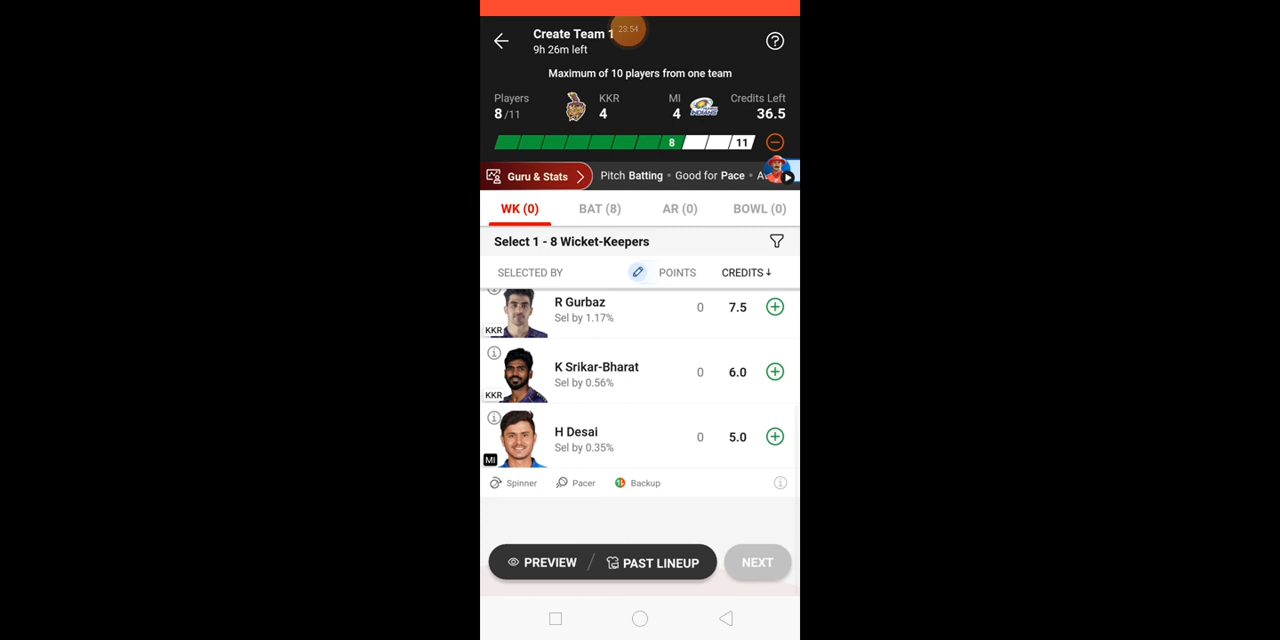 Create Team 1
23:54
9h 26m left
Maximum of 10 players from one team
Players KKR MI Credits Left
8/11 4 4 36.5
8 11
Guru & Stats Pitch Batting • Good for Pace • A
WK (0) BAT (8) AR (0) BOWL (0)
Select 1 - 8 Wicket-Keepers
SELECTED BY POINTS CREDITS ↓
R Gurbaz
Sel by 1.17%
0 7.5
KKR
K Srikar-Bharat
Sel by 0.56%
0 6.0
KKR
H Desai
Sel by 0.35%
0 5.0
MI
Spinner Pacer Backup
PREVIEW / PAST LINEUP NEXT